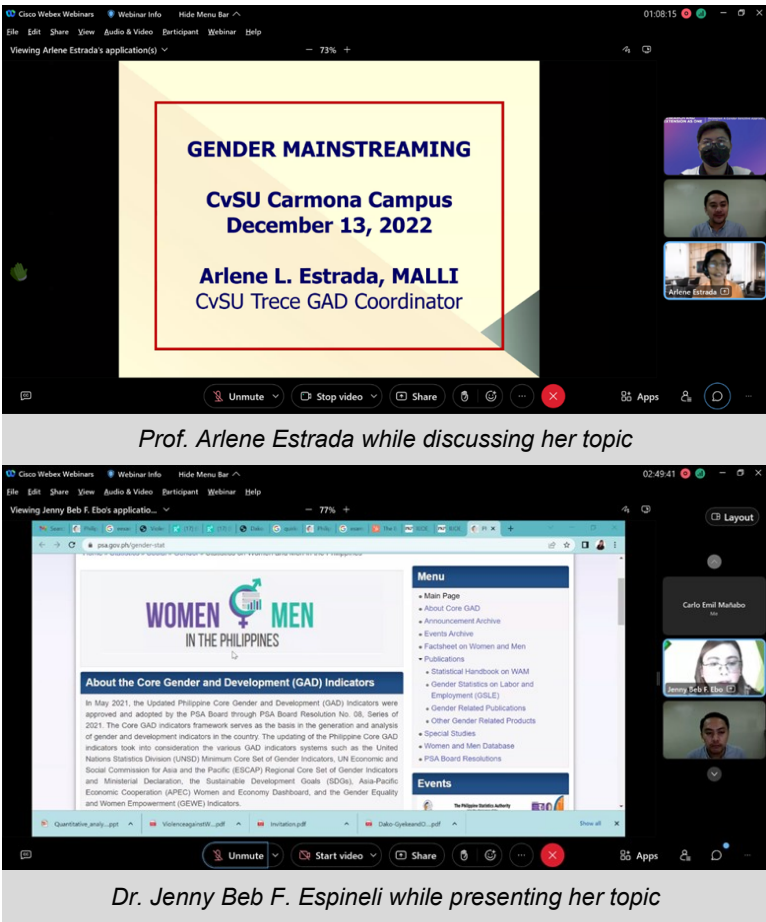 Cisco Webex Webinars Webinar Info Hide Menu Bar 01:08:15
File Edit Share View Audio & Video Participant Webinar Help
Viewing Arlene Estrada's application(s) 73%
GENDER MAINSTREAMING
CvSU Carmona Campus
December 13, 2022
Arlene L. Estrada, MALLI
CvSU Trece GAD Coordinator
Arlene Estrada
Unmute Stop video Share Apps
Prof. Arlene Estrada while discussing her topic
Cisco Webex Webinars Webinar Info Hide Menu Bar 02:49:41
File Edit Share View Audio & Video Participant Webinar Help
Viewing Jenny Beb F. Ebo's applicatio... 77%
Layout
psa.gov.ph/gender-stat
WOMEN MEN
IN THE PHILIPPINES
About the Core Gender and Development (GAD) Indicators
In May 2021, the Updated Philippine Core Gender and Development (GAD) Indicators were
approved and adopted by the PSA Board through PSA Board Resolution No. 08, Series of
2021. The Core GAD indicators framework serves as the basis in the generation and analysis
of gender and development indicators in the country. The updating of the Philippine Core GAD
indicators took into consideration the various GAD indicators systems such as the United
Nations Statistics Division (UNSD) Minimum Core Set of Gender Indicators, UN Economic and
Social Commission for Asia and the Pacific (ESCAP) Regional Core Set of Gender Indicators
and Ministerial Declaration, the Sustainable Development Goals (SDGs), Asia-Pacific
Economic Cooperation (APEC) Women and Economy Dashboard, and the Gender Equality
and Women Empowerment (GEWE) Indicators.
Menu
Main Page
About Core GAD
Announcement Archive
Events Archive
Factsheet on Women and Men
Publications
Statistical Handbook on WAM
Gender Statistics on Labor and
Employment (GSLE)
Gender Related Publications
Other Gender Related Products
Special Studies
Women and Men Database
PSA Board Resolutions
Events
The Philippine Statistics Authority
Carlo Emil Mañabo
Me
Jenny Beb F. Ebo
Quantitative_analy....ppt ViolenceagainstW...pdf Invitation.pdf Dako-GyekeandO...pdf Show all
Unmute Start video Share Apps
Dr. Jenny Beb F. Espineli while presenting her topic